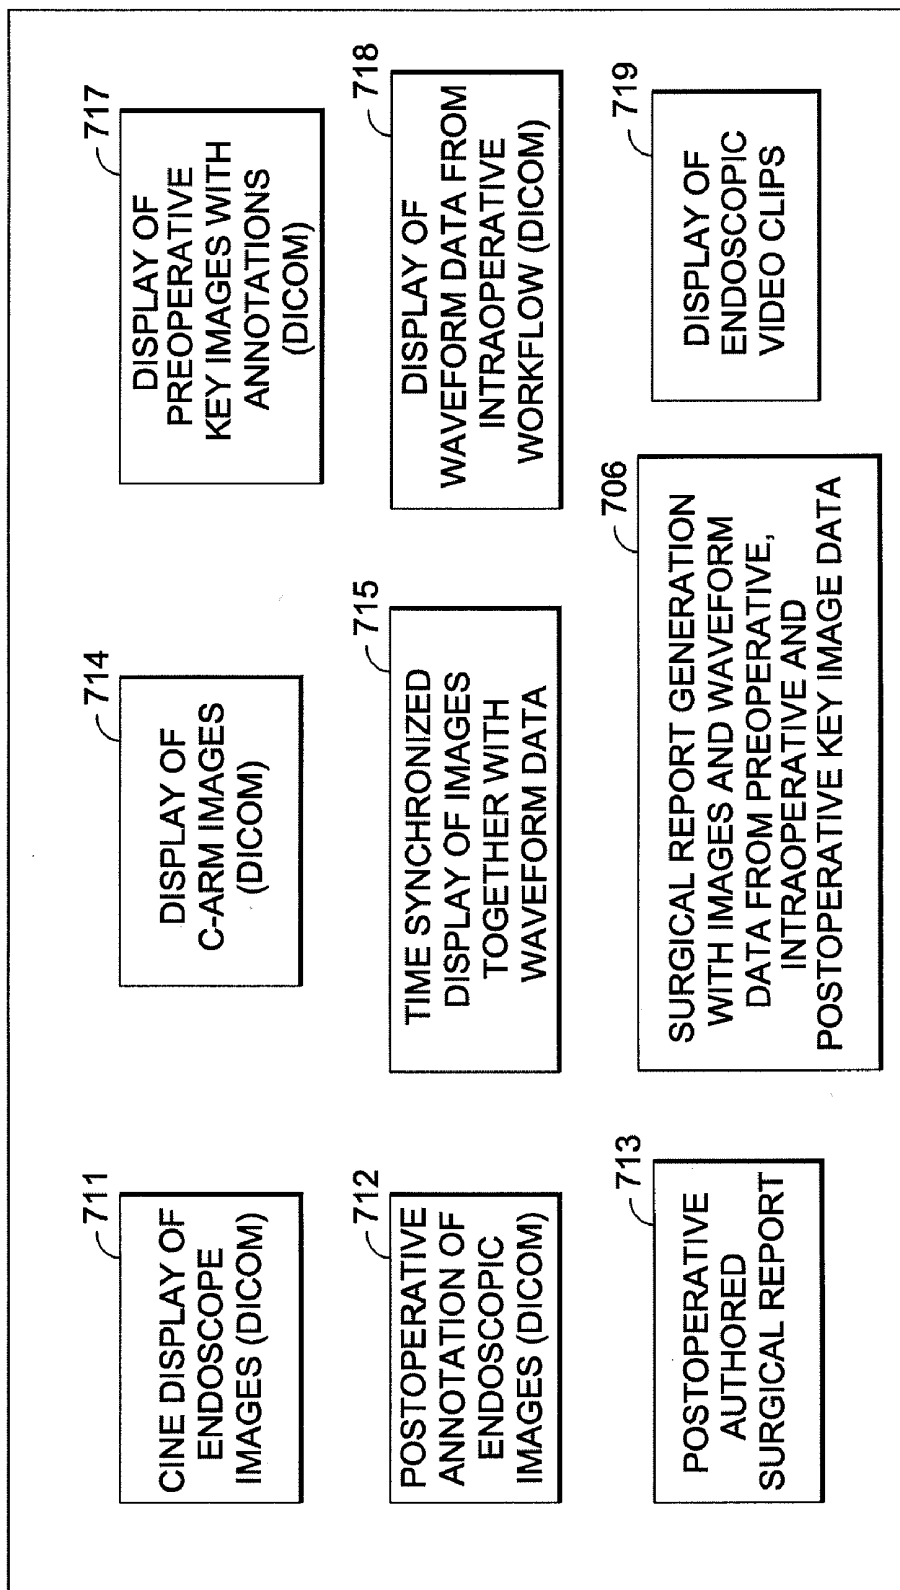 711
CINE DISPLAY OF
ENDOSCOPE
IMAGES (DICOM)
714
DISPLAY OF
C-ARM IMAGES
(DICOM)
717
DISPLAY OF
PREOPERATIVE
KEY IMAGES WITH
ANNOTATIONS
(DICOM)
712
POSTOPERATIVE
ANNOTATION OF
ENDOSCOPIC
IMAGES (DICOM)
715
TIME SYNCHRONIZED
DISPLAY OF IMAGES
TOGETHER WITH
WAVEFORM DATA
718
DISPLAY OF
WAVEFORM DATA FROM
INTRAOPERATIVE
WORKFLOW (DICOM)
713
POSTOPERATIVE
AUTHORED
SURGICAL REPORT
706
SURGICAL REPORT GENERATION
WITH IMAGES AND WAVEFORM
DATA FROM PREOPERATIVE,
INTRAOPERATIVE AND
POSTOPERATIVE KEY IMAGE DATA
719
DISPLAY OF
ENDOSCOPIC
VIDEO CLIPS